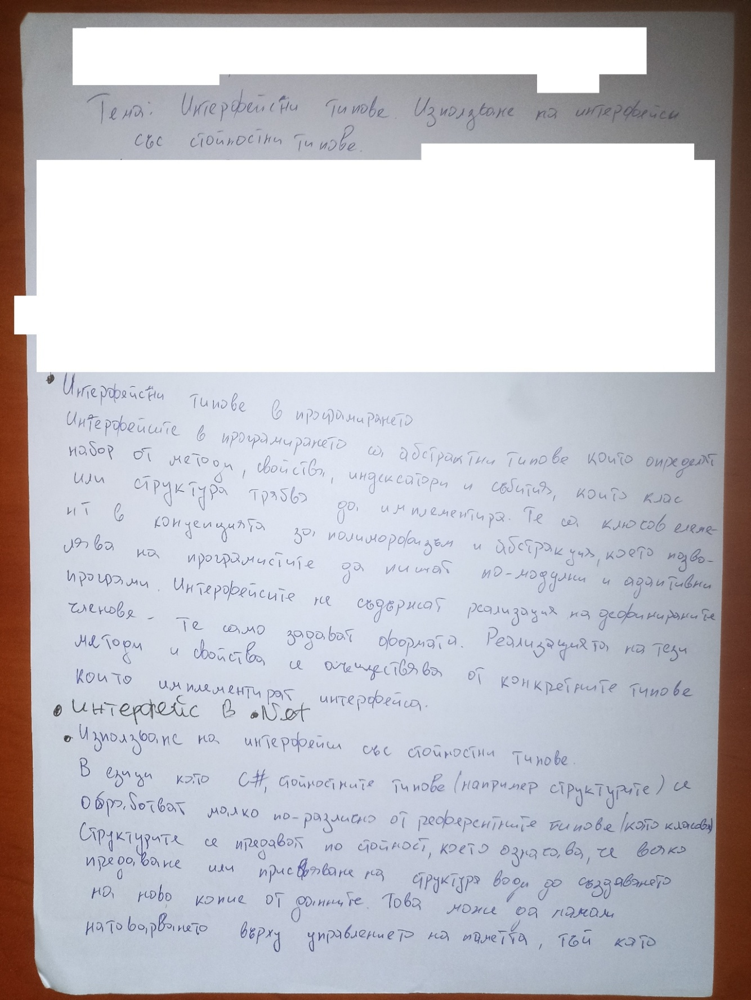 Тема: Интерфейсни типове. Използване на интерфейси
със стойностни типове.
• Интерфейсни типове в програмирането
Интерфейсите в програмирането са абстрактни типове които определят
набор от методи, свойства, индексатори и събития, които клас
или структура трябва да имплементира. Те са ключов елеме-
нт в концепцията за полиморфизъм и абстракция, което позво-
лява на програмистите да пишат по-модулни и адаптивни
програми. Интерфейсите не съдържат реализация на дефинираните
членове - те само задават формата. Реализацията на тези
методи и свойства се осъществява от конкретните типове
които имплементират интерфейса.
• Интерфейс в .Net
• Използване на интерфейси със стойностни типове.
В езици като C#, стойностните типове (например структурите) се
обработват малко по-различно от референтните типове (като класове)
Структурите се предават по стойност, което означава, че всяко
предаване или присвояване на структура води до създаването
на ново копие от данните. Това може да намали
натоварването върху управлението на паметта, тъй като